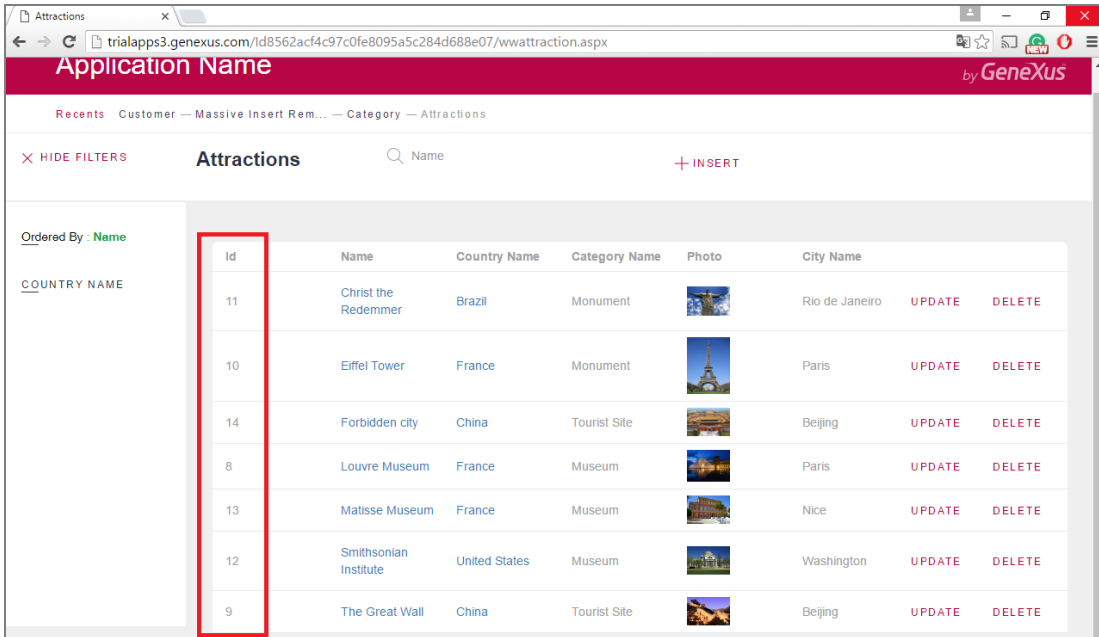 Attractions
trialapps3.genexus.com/Id8562acf4c97c0fe8095a5c284d688e07/wwattraction.aspx
NEW
Application Name
by GeneXus
Recents Customer — Massive Insert Rem... — Category — Attractions
HIDE FILTERS
Attractions
Name
INSERT
Ordered By : Name
COUNTRY NAME
Id Name Country Name Category Name Photo City Name
11 Christ the Redemmer Brazil Monument Rio de Janeiro UPDATE DELETE
10 Eiffel Tower France Monument Paris UPDATE DELETE
14 Forbidden city China Tourist Site Beijing UPDATE DELETE
8 Louvre Museum France Museum Paris UPDATE DELETE
13 Matisse Museum France Museum Nice UPDATE DELETE
12 Smithsonian Institute United States Museum Washington UPDATE DELETE
9 The Great Wall China Tourist Site Beijing UPDATE DELETE